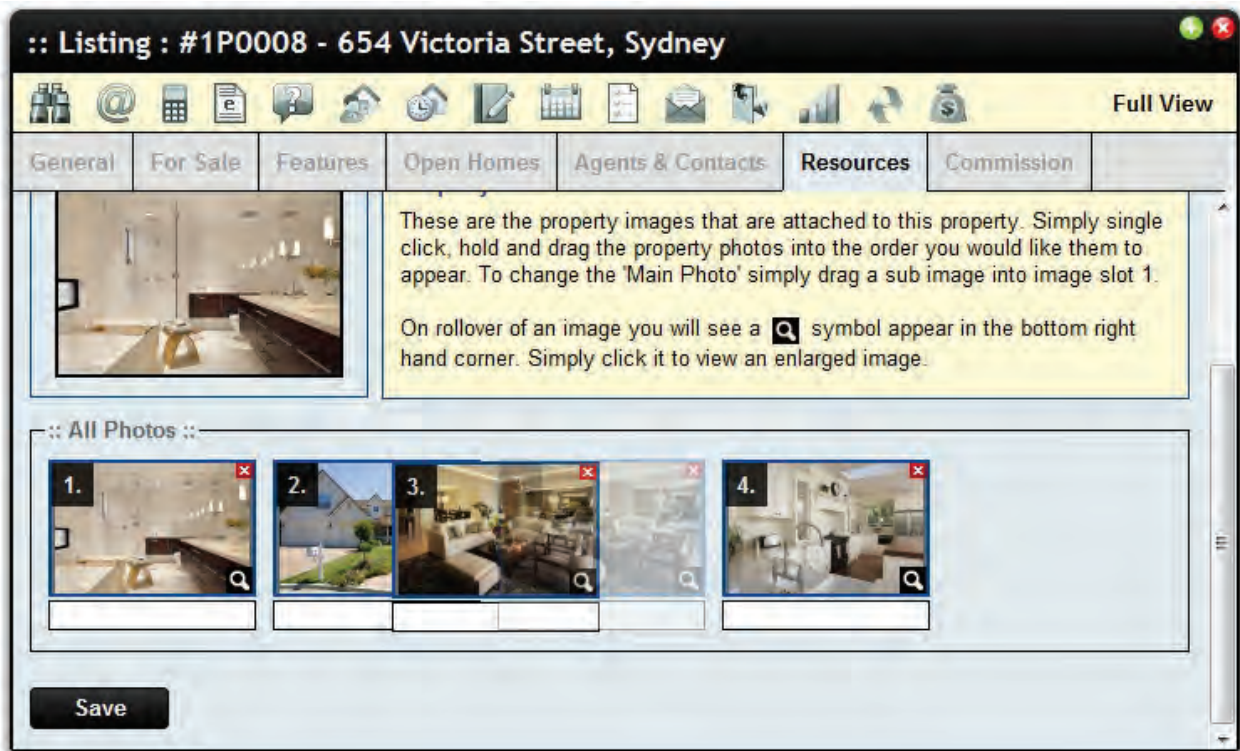 :: Listing : #1P0008 - 654 Victoria Street, Sydney
Full View
General For Sale Features Open Homes Agents & Contacts Resources Commission
These are the property images that are attached to this property. Simply single
click, hold and drag the property photos into the order you would like them to
appear. To change the 'Main Photo' simply drag a sub image into image slot 1.
On rollover of an image you will see a symbol appear in the bottom right
hand corner. Simply click it to view an enlarged image.
:: All Photos ::
1. 2. 3. 4.
Save